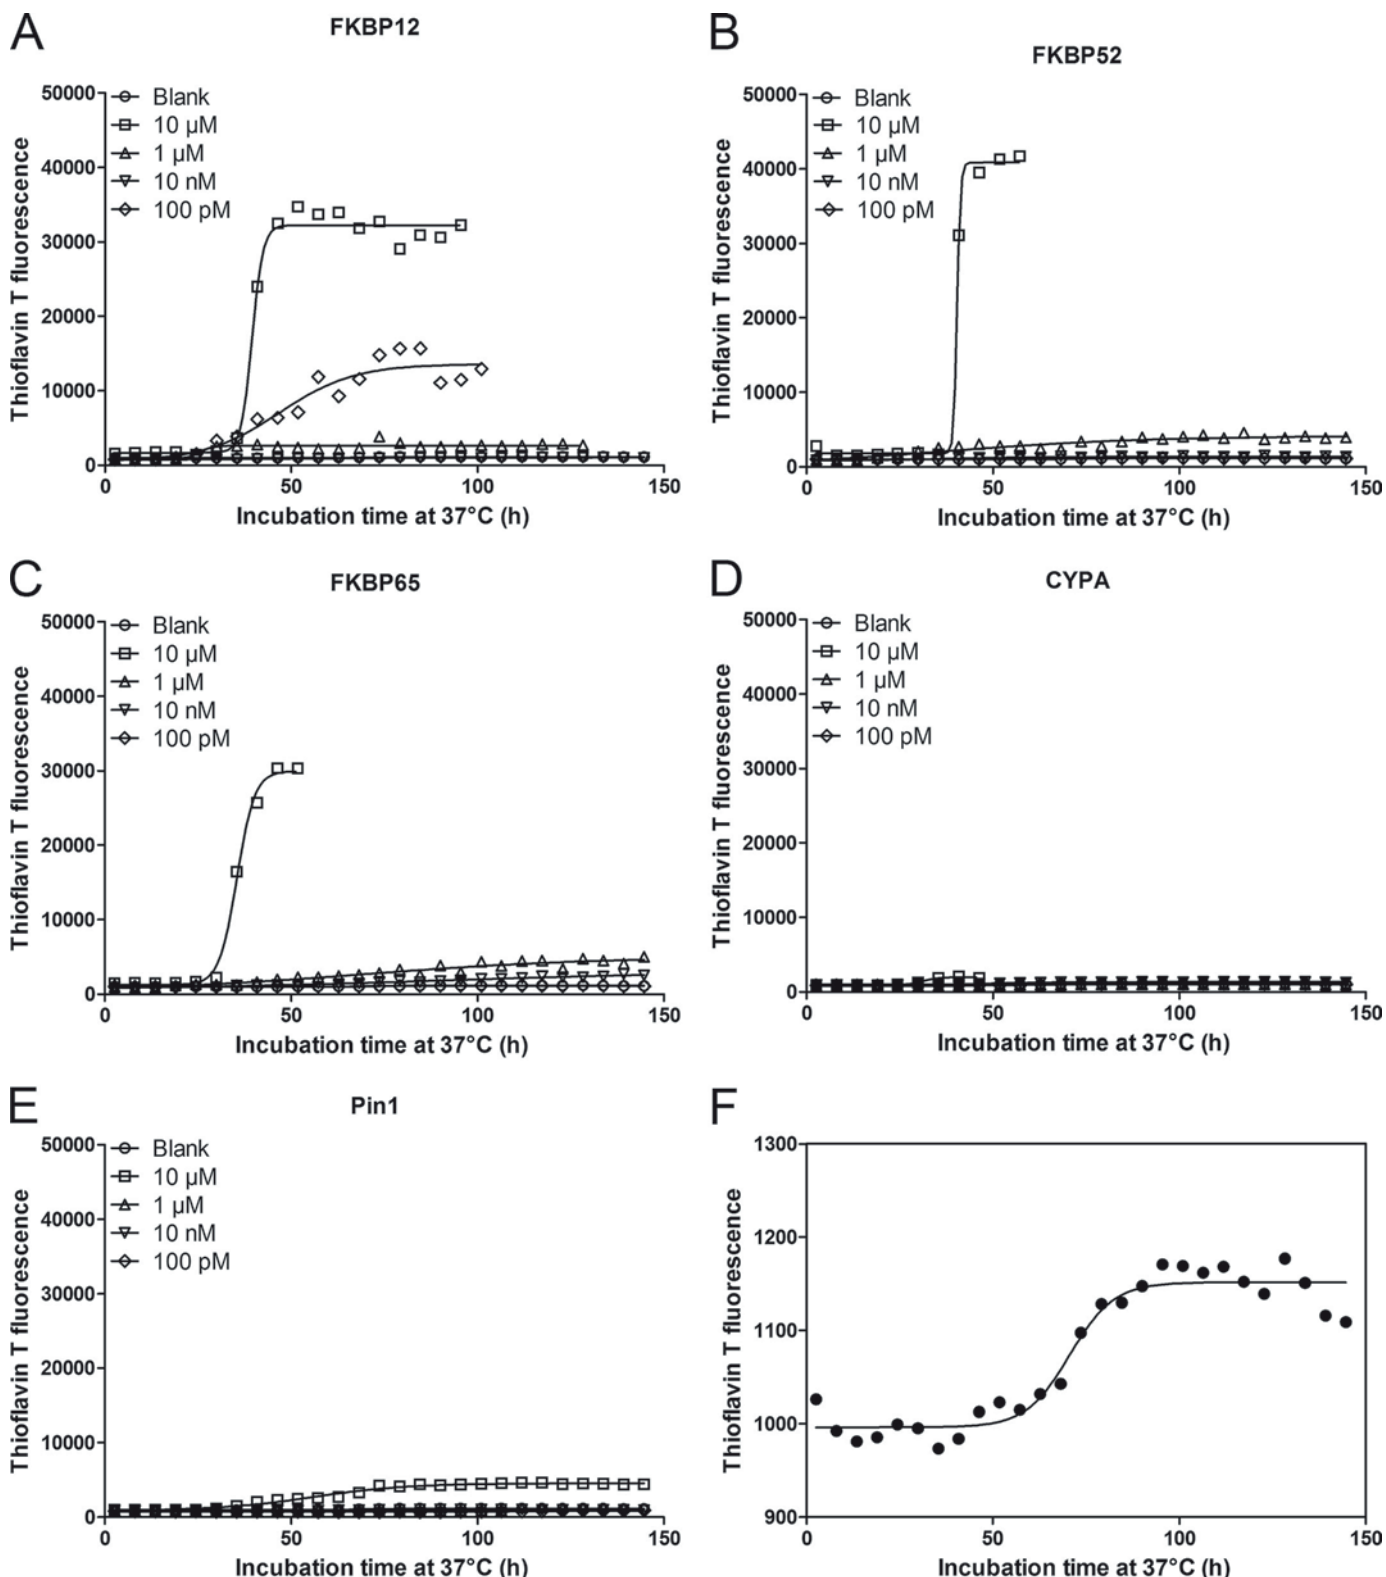 A
FKBP12
50000
40000
30000
20000
10000
0
0
50
100
150
Blank
10 µM
1 µM
10 nM
100 pM
Thioflavin T fluorescence
Incubation time at 37°C (h)
B
FKBP52
50000
40000
30000
20000
10000
0
0
50
100
150
Blank
10 µM
1 µM
10 nM
100 pM
Thioflavin T fluorescence
Incubation time at 37°C (h)
C
FKBP65
50000
40000
30000
20000
10000
0
0
50
100
150
Blank
10 µM
1 µM
10 nM
100 pM
Thioflavin T fluorescence
Incubation time at 37°C (h)
D
CYPA
50000
40000
30000
20000
10000
0
0
50
100
150
Blank
10 µM
1 µM
10 nM
100 pM
Thioflavin T fluorescence
Incubation time at 37°C (h)
E
Pin1
50000
40000
30000
20000
10000
0
0
50
100
150
Blank
10 µM
1 µM
10 nM
100 pM
Thioflavin T fluorescence
Incubation time at 37°C (h)
F
1300
1200
1100
1000
900
0
50
100
150
Thioflavin T fluorescence
Incubation time at 37°C (h)